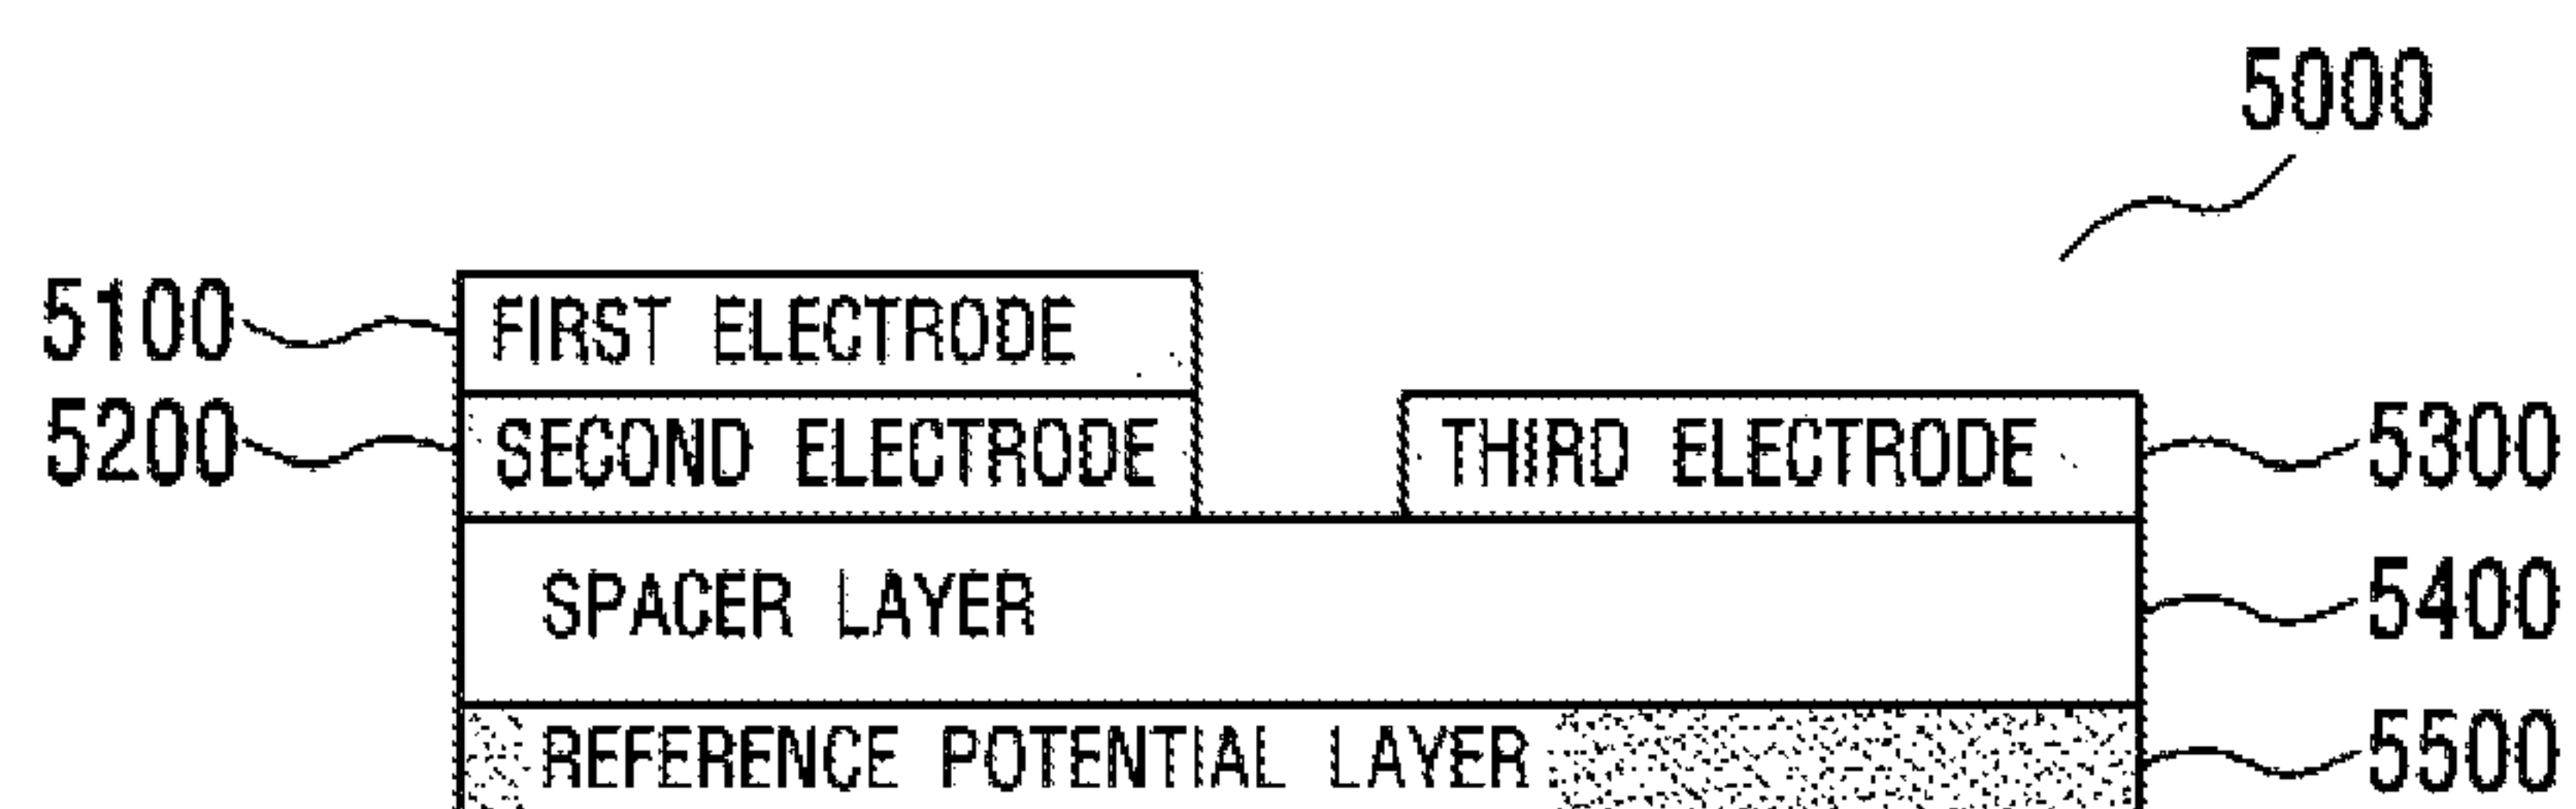 5000
5100 FIRST ELECTRODE
5200 SECOND ELECTRODE THIRD ELECTRODE 5300
SPACER LAYER 5400
REFERENCE POTENTIAL LAYER 5500